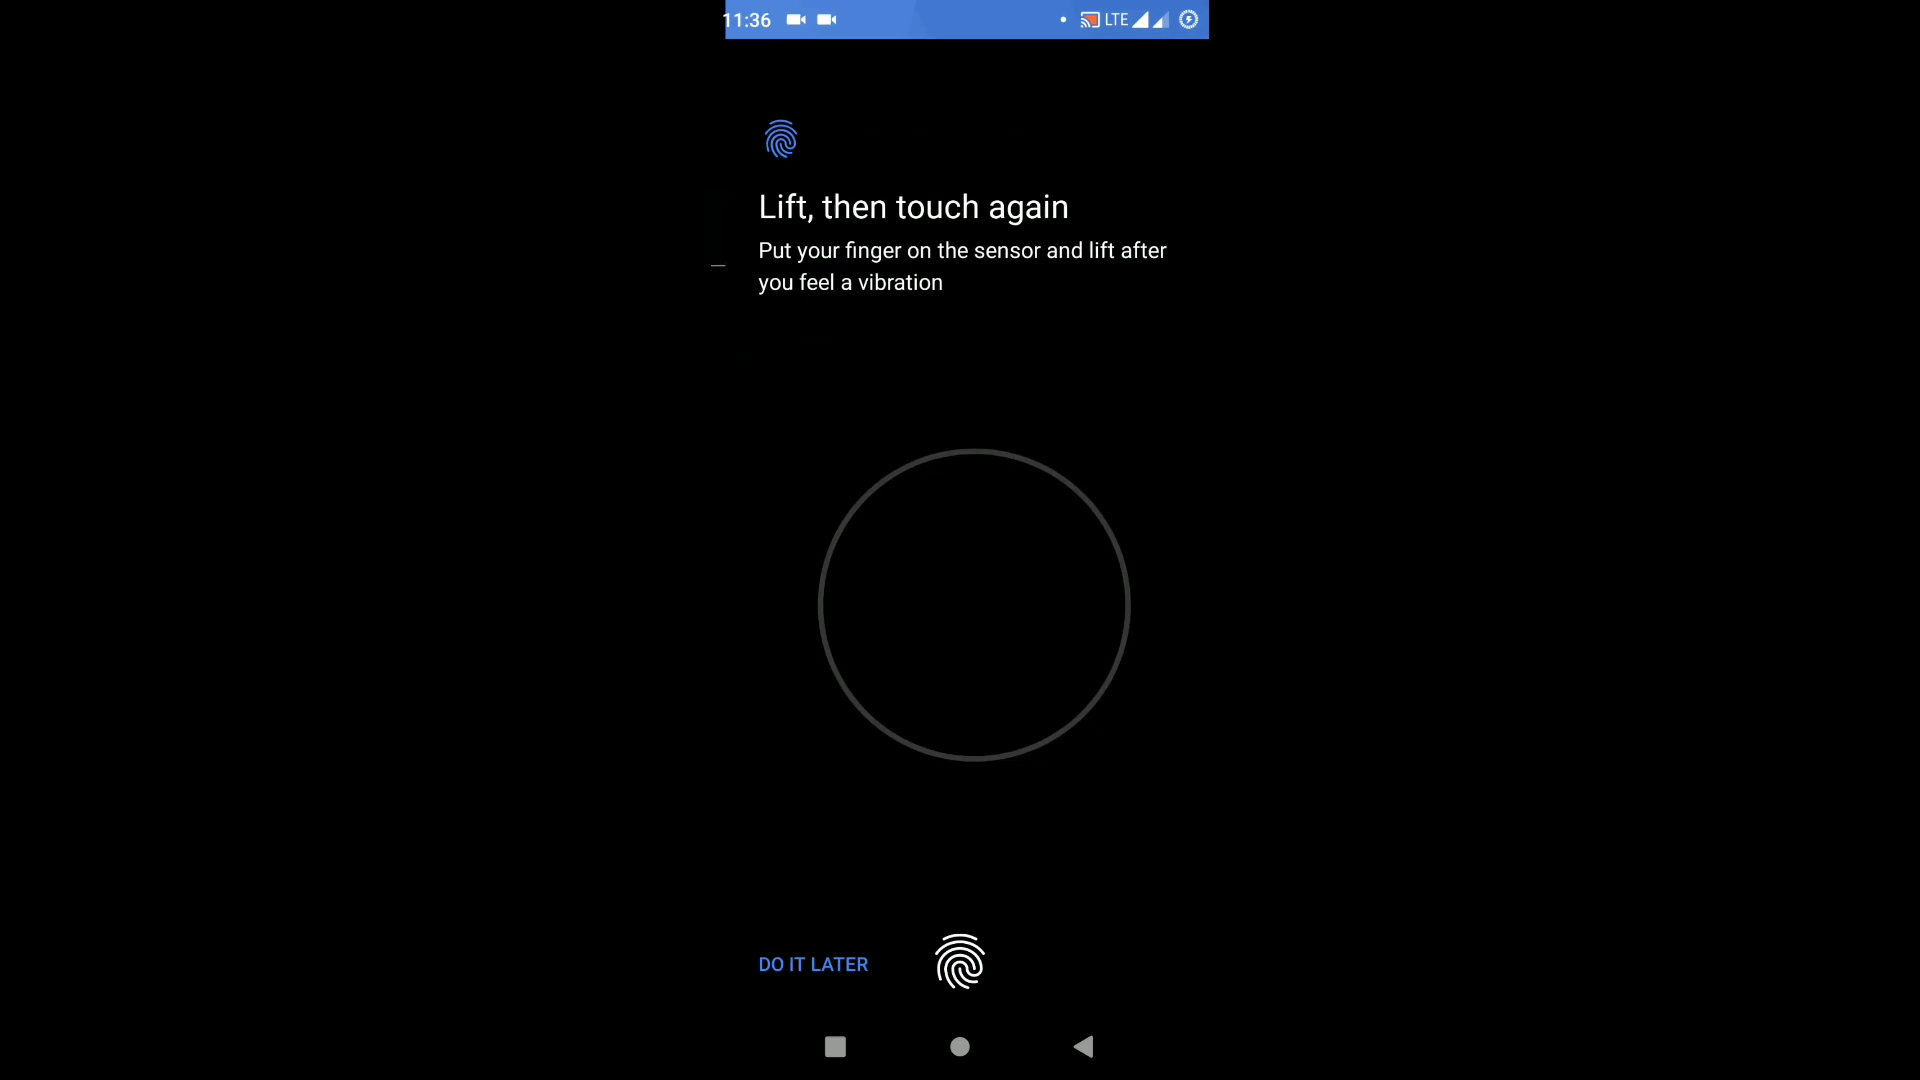 11:36 LTE
Lift, then touch again
Put your finger on the sensor and lift after
you feel a vibration
DO IT LATER